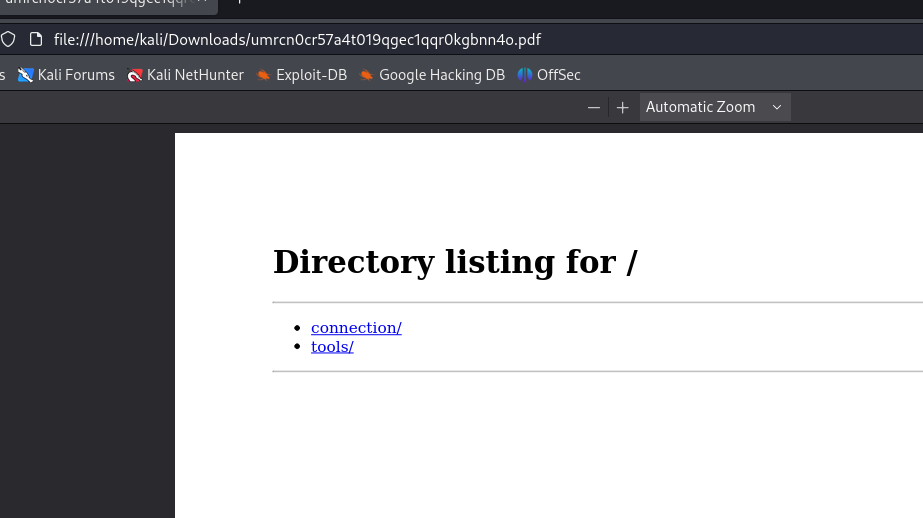 file:///home/kali/Downloads/umrcn0cr57a4t019qgec1qqr0kgbnn4o.pdf
s Kali Forums Kali NetHunter Exploit-DB Google Hacking DB OffSec
— + Automatic Zoom
Directory listing for /
• connection/
• tools/